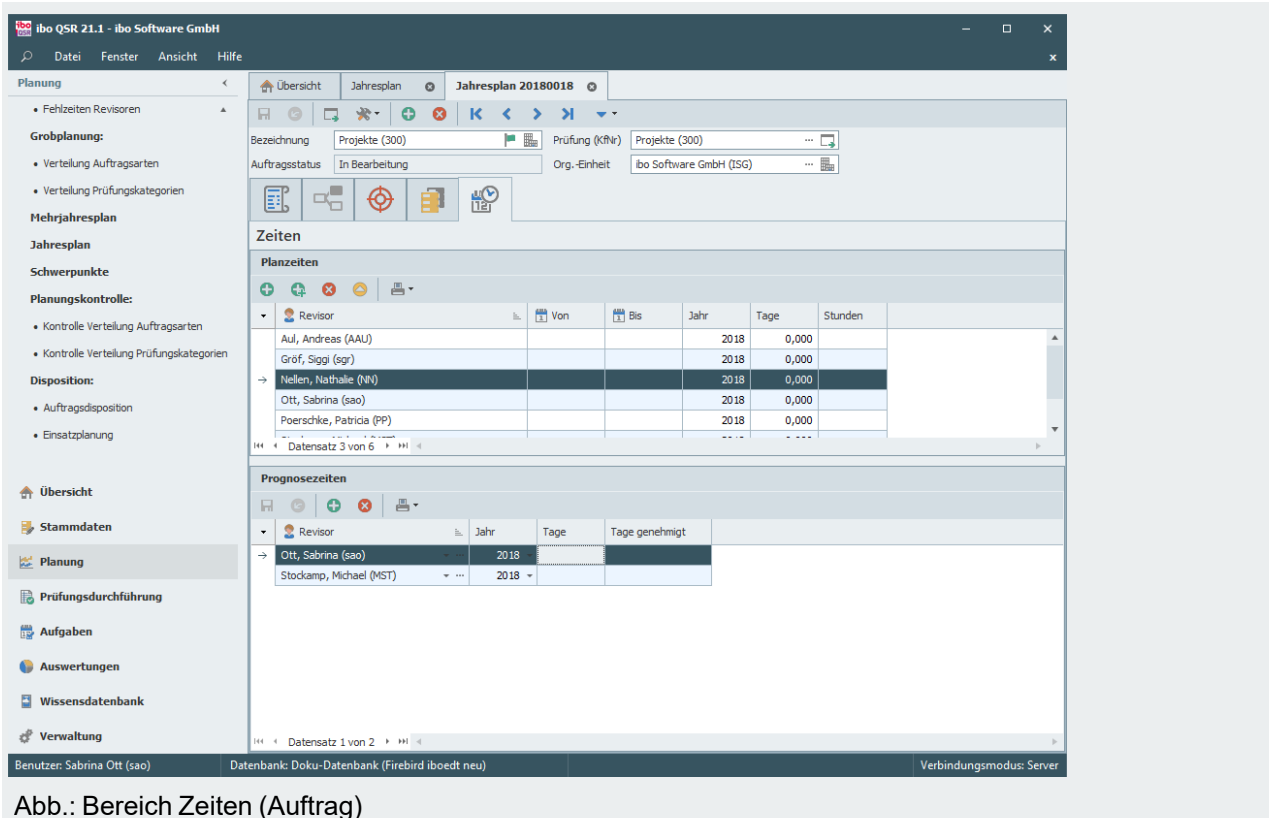 ibo QSR 21.1 - ibo Software GmbH
Datei Fenster Ansicht Hilfe
Planung
Übersicht Jahresplan Jahresplan 20180018
• Fehlzeiten Revisoren
Grobplanung:
• Verteilung Auftragsarten
• Verteilung Prüfungskategorien
Mehrjahresplan
Jahresplan
Schwerpunkte
Planungskontrolle:
• Kontrolle Verteilung Auftragsarten
• Kontrolle Verteilung Prüfungskategorien
Disposition:
• Auftragsdisposition
• Einsatzplanung
Übersicht
Stammdaten
Planung
Prüfungsdurchführung
Aufgaben
Auswertungen
Wissensdatenbank
Verwaltung
Bezeichnung Projekte (300) Prüfung (KfNr) Projekte (300)
Auftragsstatus In Bearbeitung Org.-Einheit ibo Software GmbH (ISG)
Zeiten
Planzeiten
Revisor Von Bis Jahr Tage Stunden
Aul, Andreas (AAU) 2018 0,000
Gröf, Siggi (sgr) 2018 0,000
Nellen, Nathalie (NN) 2018 0,000
Ott, Sabrina (sao) 2018 0,000
Poerschke, Patricia (PP) 2018 0,000
Datensatz 3 von 6
Prognosezeiten
Revisor Jahr Tage Tage genehmigt
Ott, Sabrina (sao) 2018
Stockamp, Michael (MST) 2018
Datensatz 1 von 2
Benutzer: Sabrina Ott (sao) Datenbank: Doku-Datenbank (Firebird iboedt neu) Verbindungsmodus: Server
Abb.: Bereich Zeiten (Auftrag)